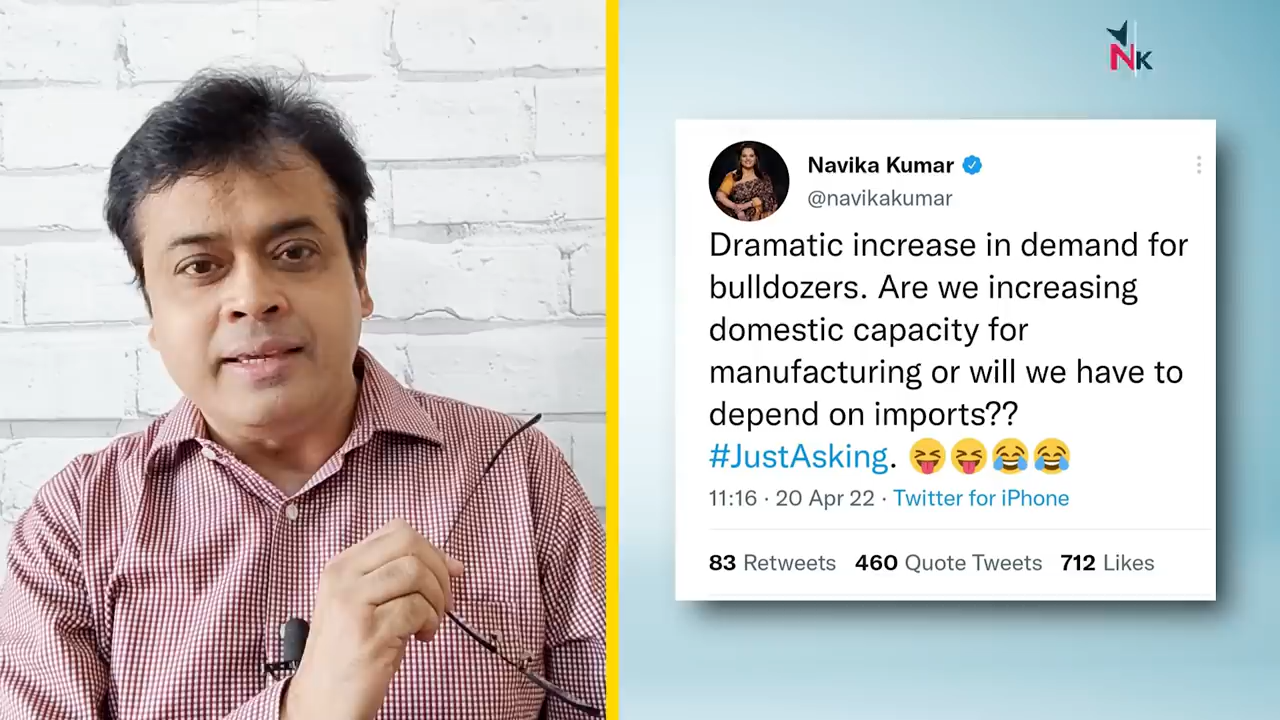 NK
Navika Kumar
@navikakumar
Dramatic increase in demand for
bulldozers. Are we increasing
domestic capacity for
manufacturing or will we have to
depend on imports??
#JustAsking. 😝😝😂😂
11:16 · 20 Apr 22 · Twitter for iPhone
83 Retweets 460 Quote Tweets 712 Likes